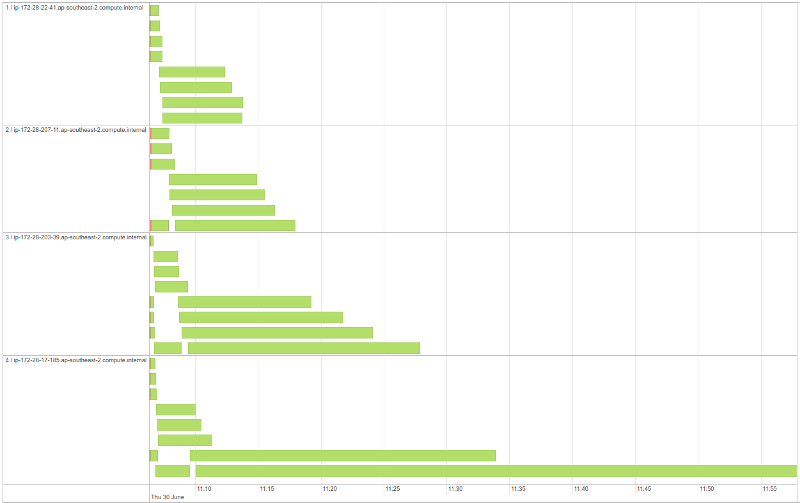 1 / ip-172-28-22-41.ap-southeast-2.compute.internal
2 / ip-172-28-207-11.ap-southeast-2.compute.internal
3 / ip-172-28-203-39.ap-southeast-2.compute.internal
4 / ip-172-28-17-185.ap-southeast-2.compute.internal
11:10 11:15 11:20 11:25 11:30 11:35 11:40 11:45 11:50 11:55
Thu 30 June